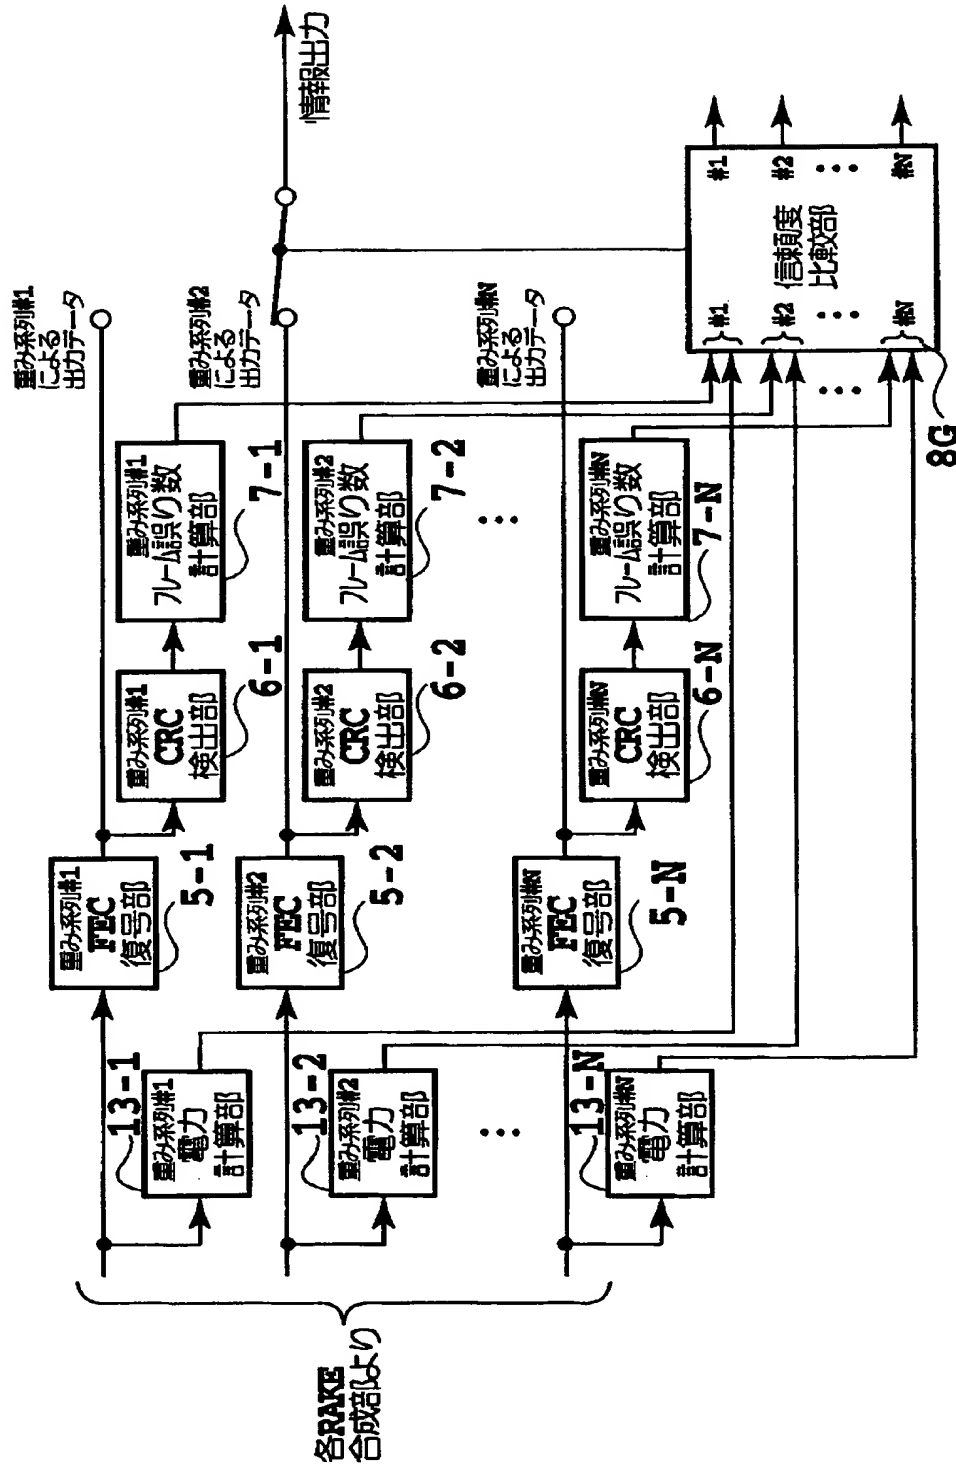 各RAKE
合成部より
13-1
重み系列#1
電力
計算部
重み系列#1
FEC
復号部
5-1
重み系列#1
CRC
検出部
6-1
重み系列#1
フレーム誤り数
計算部
7-1
重み系列#1
による
出力データ
13-2
重み系列#2
電力
計算部
重み系列#2
FEC
復号部
5-2
重み系列#2
CRC
検出部
6-2
重み系列#2
フレーム誤り数
計算部
7-2
重み系列#2
による
出力データ
情報出力
13-N
重み系列#N
電力
計算部
重み系列#N
FEC
復号部
5-N
重み系列#N
CRC
検出部
6-N
重み系列#N
フレーム誤り数
計算部
7-N
重み系列#N
による
出力データ
#1
#2
#N
信頼度
比較部
#1
#2
#N
8G